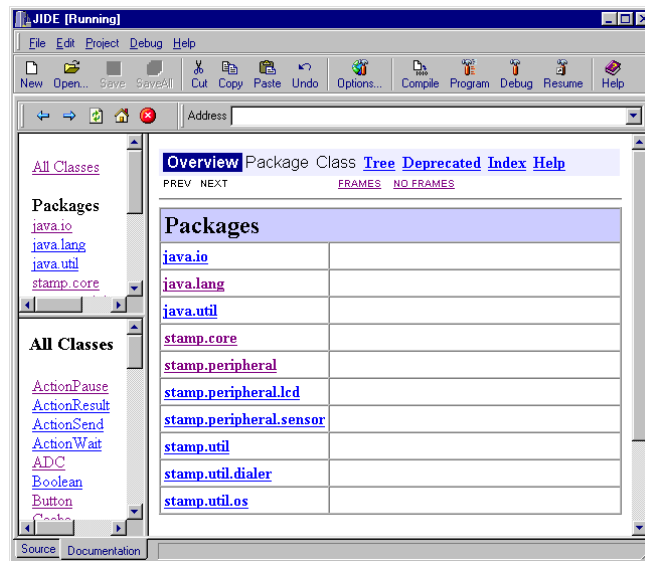 JIDE [Running]
File Edit Project Debug Help
New Open... Save SaveAll Cut Copy Paste Undo Options... Compile Program Debug Resume Help
Address
All Classes
Packages
java.io
java.lang
java.util
stamp.core
All Classes
ActionPause
ActionResult
ActionSend
ActionWait
ADC
Boolean
Button
Overview Package Class Tree Deprecated Index Help
PREV NEXT FRAMES NO FRAMES
Packages
java.io
java.lang
java.util
stamp.core
stamp.peripheral
stamp.peripheral.lcd
stamp.peripheral.sensor
stamp.util
stamp.util.dialer
stamp.util.os
Source Documentation